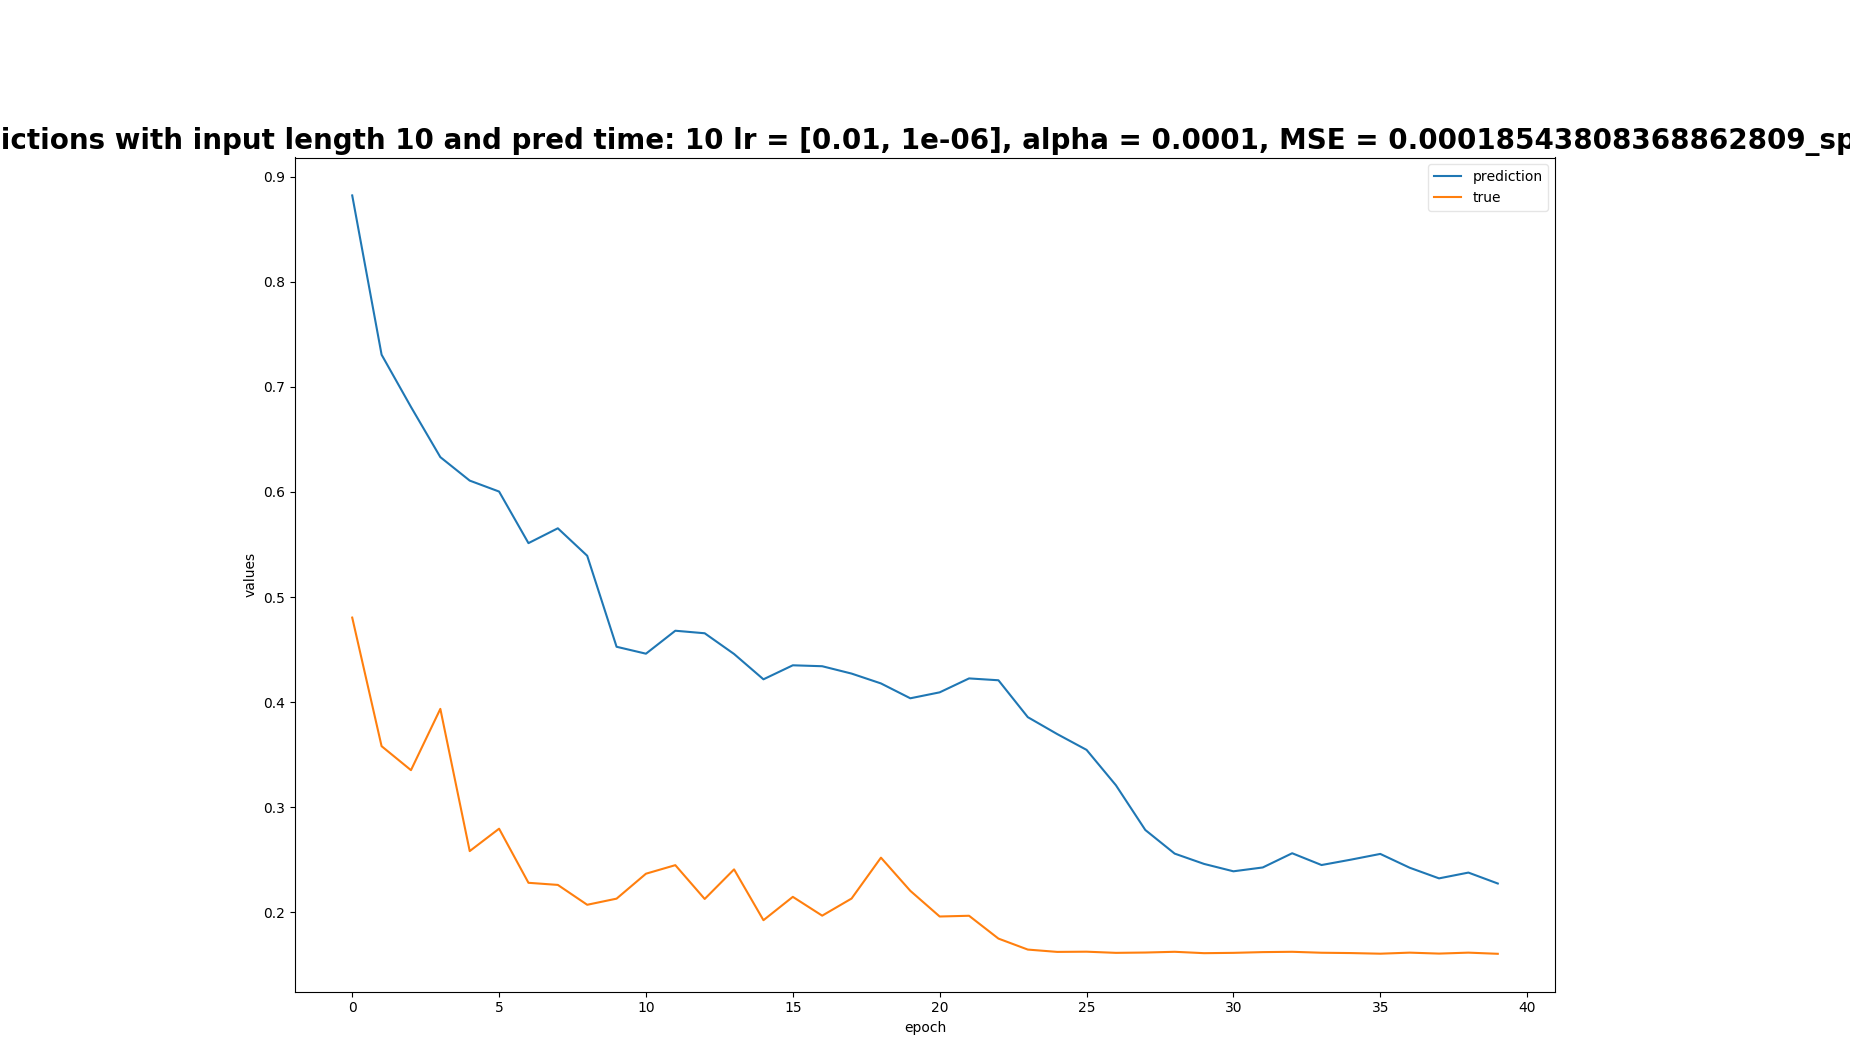 ictions with input length 10 and pred time: 10 lr = [0.01, 1e-06], alpha = 0.0001, MSE = 0.00018543808368862809_sp
prediction
true
0.9
0.8
0.7
0.6
0.5
0.4
0.3
0.2
values
0 5 10 15 20 25 30 35 40
epoch